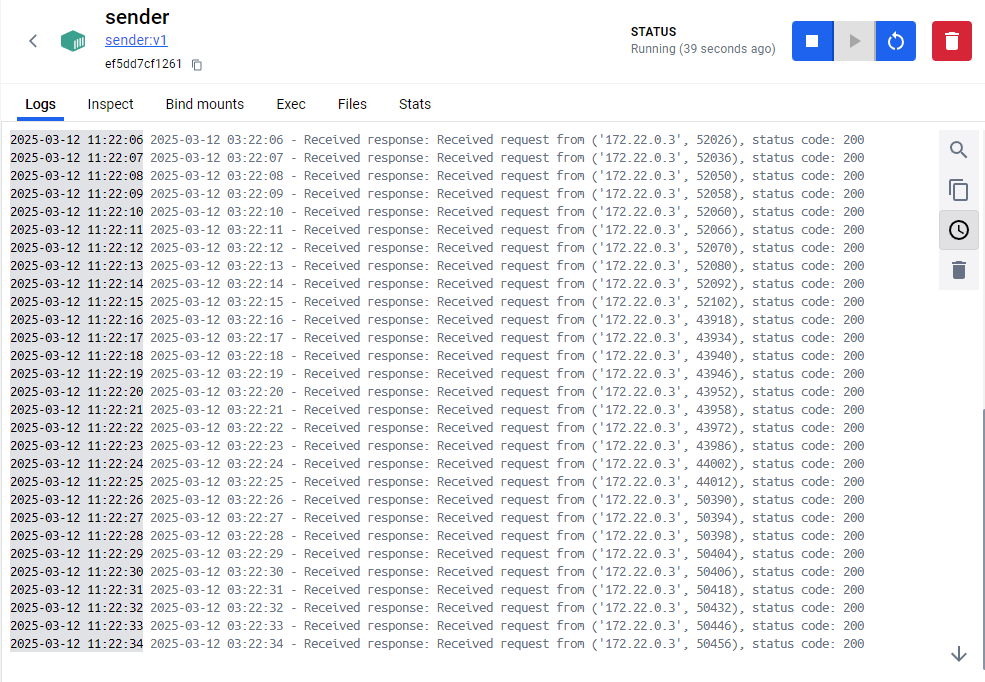 sender
sender:v1
ef5dd7cf1261
STATUS
Running (39 seconds ago)
Logs Inspect Bind mounts Exec Files Stats
2025-03-12 11:22:06 2025-03-12 03:22:06 - Received response: Received request from ('172.22.0.3', 52026), status code: 200
2025-03-12 11:22:07 2025-03-12 03:22:07 - Received response: Received request from ('172.22.0.3', 52036), status code: 200
2025-03-12 11:22:08 2025-03-12 03:22:08 - Received response: Received request from ('172.22.0.3', 52050), status code: 200
2025-03-12 11:22:09 2025-03-12 03:22:09 - Received response: Received request from ('172.22.0.3', 52058), status code: 200
2025-03-12 11:22:10 2025-03-12 03:22:10 - Received response: Received request from ('172.22.0.3', 52060), status code: 200
2025-03-12 11:22:11 2025-03-12 03:22:11 - Received response: Received request from ('172.22.0.3', 52066), status code: 200
2025-03-12 11:22:12 2025-03-12 03:22:12 - Received response: Received request from ('172.22.0.3', 52070), status code: 200
2025-03-12 11:22:13 2025-03-12 03:22:13 - Received response: Received request from ('172.22.0.3', 52080), status code: 200
2025-03-12 11:22:14 2025-03-12 03:22:14 - Received response: Received request from ('172.22.0.3', 52092), status code: 200
2025-03-12 11:22:15 2025-03-12 03:22:15 - Received response: Received request from ('172.22.0.3', 52102), status code: 200
2025-03-12 11:22:16 2025-03-12 03:22:16 - Received response: Received request from ('172.22.0.3', 43918), status code: 200
2025-03-12 11:22:17 2025-03-12 03:22:17 - Received response: Received request from ('172.22.0.3', 43934), status code: 200
2025-03-12 11:22:18 2025-03-12 03:22:18 - Received response: Received request from ('172.22.0.3', 43940), status code: 200
2025-03-12 11:22:19 2025-03-12 03:22:19 - Received response: Received request from ('172.22.0.3', 43946), status code: 200
2025-03-12 11:22:20 2025-03-12 03:22:20 - Received response: Received request from ('172.22.0.3', 43952), status code: 200
2025-03-12 11:22:21 2025-03-12 03:22:21 - Received response: Received request from ('172.22.0.3', 43958), status code: 200
2025-03-12 11:22:22 2025-03-12 03:22:22 - Received response: Received request from ('172.22.0.3', 43972), status code: 200
2025-03-12 11:22:23 2025-03-12 03:22:23 - Received response: Received request from ('172.22.0.3', 43986), status code: 200
2025-03-12 11:22:24 2025-03-12 03:22:24 - Received response: Received request from ('172.22.0.3', 44002), status code: 200
2025-03-12 11:22:25 2025-03-12 03:22:25 - Received response: Received request from ('172.22.0.3', 44012), status code: 200
2025-03-12 11:22:26 2025-03-12 03:22:26 - Received response: Received request from ('172.22.0.3', 50390), status code: 200
2025-03-12 11:22:27 2025-03-12 03:22:27 - Received response: Received request from ('172.22.0.3', 50394), status code: 200
2025-03-12 11:22:28 2025-03-12 03:22:28 - Received response: Received request from ('172.22.0.3', 50398), status code: 200
2025-03-12 11:22:29 2025-03-12 03:22:29 - Received response: Received request from ('172.22.0.3', 50404), status code: 200
2025-03-12 11:22:30 2025-03-12 03:22:30 - Received response: Received request from ('172.22.0.3', 50406), status code: 200
2025-03-12 11:22:31 2025-03-12 03:22:31 - Received response: Received request from ('172.22.0.3', 50418), status code: 200
2025-03-12 11:22:32 2025-03-12 03:22:32 - Received response: Received request from ('172.22.0.3', 50432), status code: 200
2025-03-12 11:22:33 2025-03-12 03:22:33 - Received response: Received request from ('172.22.0.3', 50446), status code: 200
2025-03-12 11:22:34 2025-03-12 03:22:34 - Received response: Received request from ('172.22.0.3', 50456), status code: 200